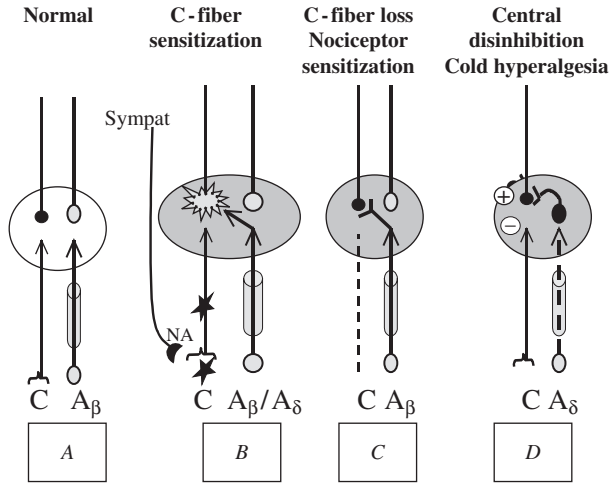 Normal
C-fiber
sensitization
C-fiber loss
Nociceptor
sensitization
Central
disinhibition
Cold hyperalgesia
Sympat
+
−
NA
C Aβ
C Aβ/Aδ
C Aβ
C Aδ
A
B
C
D